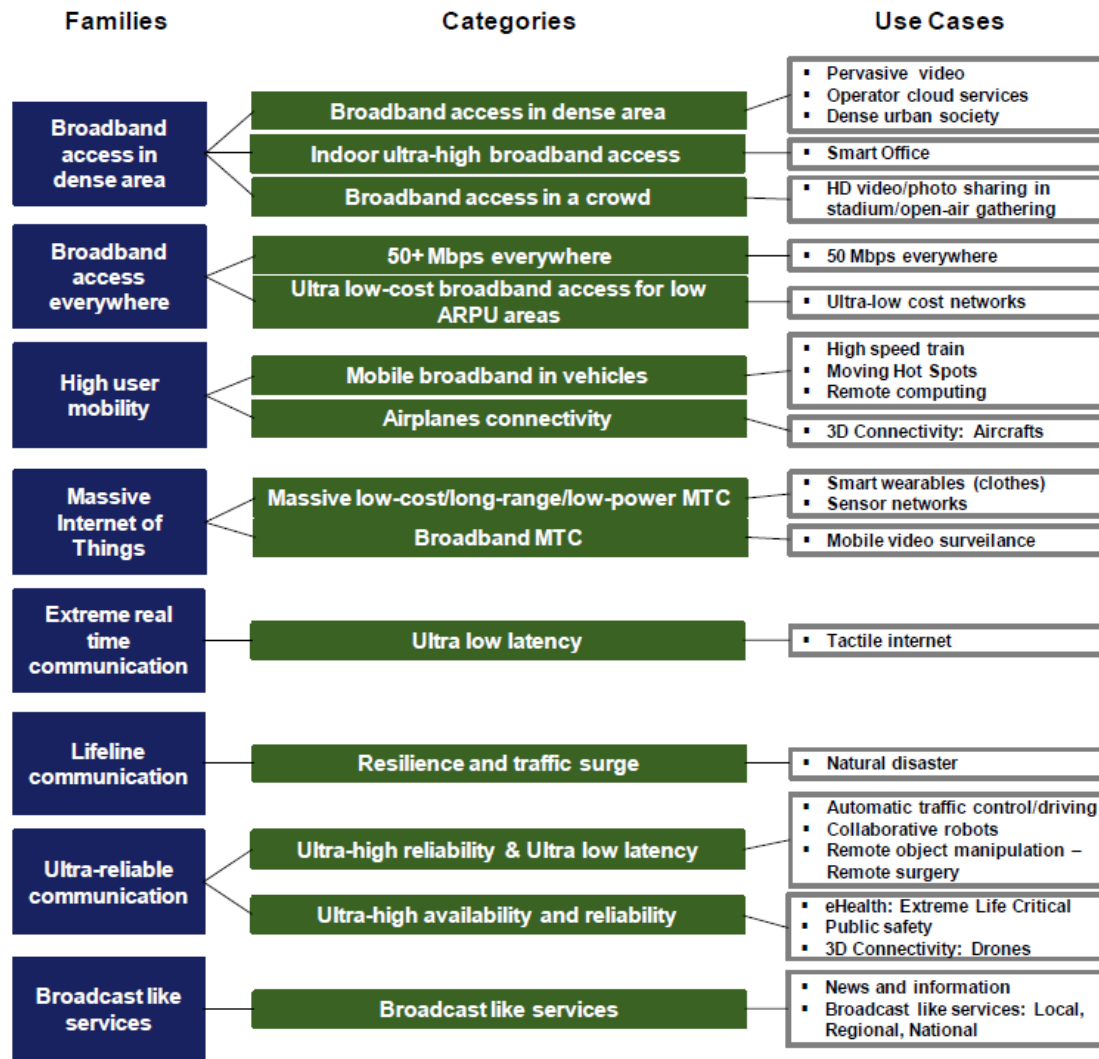 Families
Categories
Use Cases
Broadband
access in
dense area
Broadband access in dense area
▪ Pervasive video
▪ Operator cloud services
▪ Dense urban society
Indoor ultra-high broadband access
▪ Smart Office
Broadband access in a crowd
▪ HD video/photo sharing in
stadium/open-air gathering
Broadband
access
everywhere
50+ Mbps everywhere
▪ 50 Mbps everywhere
Ultra low-cost broadband access for low
ARPU areas
▪ Ultra-low cost networks
High user
mobility
Mobile broadband in vehicles
▪ High speed train
▪ Moving Hot Spots
▪ Remote computing
Airplanes connectivity
▪ 3D Connectivity: Aircrafts
Massive
Internet of
Things
Massive low-cost/long-range/low-power MTC
▪ Smart wearables (clothes)
▪ Sensor networks
Broadband MTC
▪ Mobile video surveilance
Extreme real
time
communication
Ultra low latency
▪ Tactile internet
Lifeline
communication
Resilience and traffic surge
▪ Natural disaster
Ultra-reliable
communication
Ultra-high reliability & Ultra low latency
▪ Automatic traffic control/driving
▪ Collaborative robots
▪ Remote object manipulation –
Remote surgery
Ultra-high availability and reliability
▪ eHealth: Extreme Life Critical
▪ Public safety
▪ 3D Connectivity: Drones
Broadcast like
services
Broadcast like services
▪ News and information
▪ Broadcast like services: Local,
Regional, National